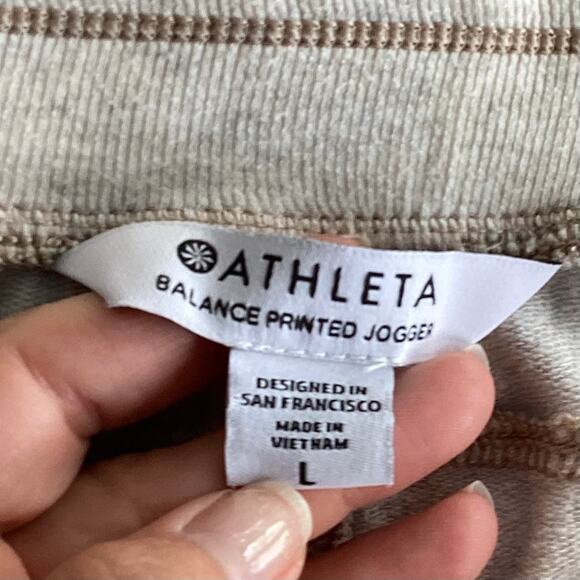 ATHLETA
BALANCE PRINTED JOGGER
DESIGNED IN
SAN FRANCISCO
MADE IN
VIETNAM
L